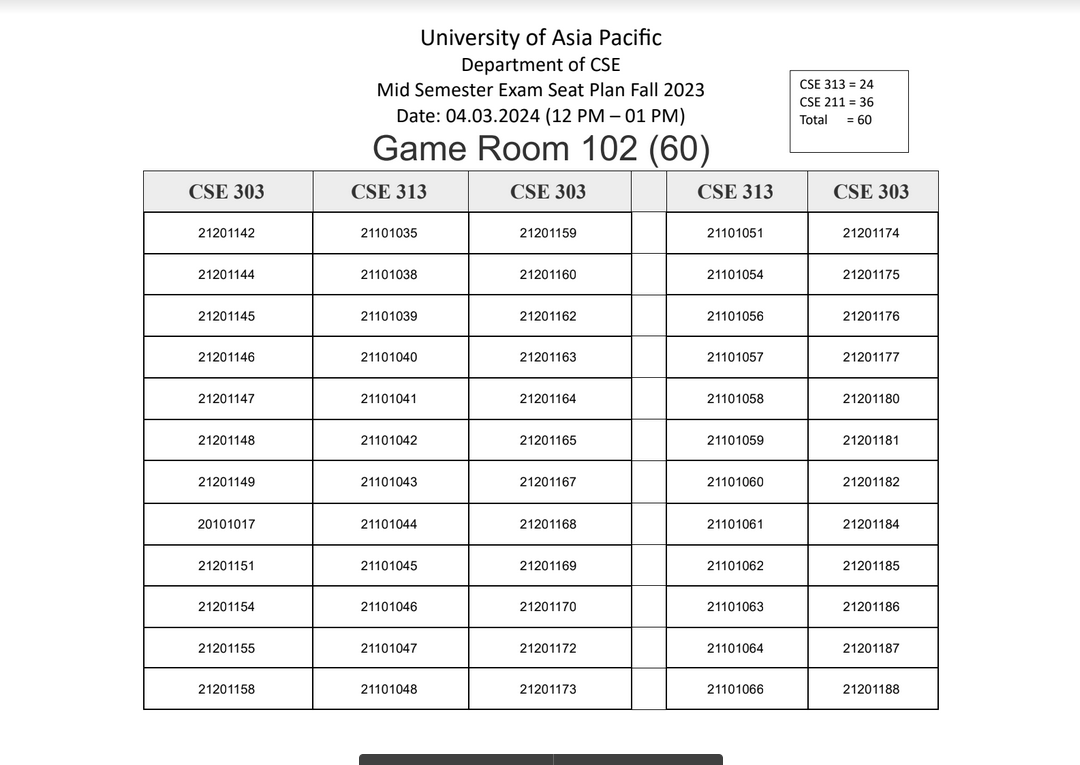 University of Asia Pacific
Department of CSE
Mid Semester Exam Seat Plan Fall 2023
Date: 04.03.2024 (12 PM – 01 PM)
Game Room 102 (60)
CSE 313 = 24
CSE 211 = 36
Total = 60
CSE 303 CSE 313 CSE 303 CSE 313 CSE 303
21201142 21101035 21201159 21101051 21201174
21201144 21101038 21201160 21101054 21201175
21201145 21101039 21201162 21101056 21201176
21201146 21101040 21201163 21101057 21201177
21201147 21101041 21201164 21101058 21201180
21201148 21101042 21201165 21101059 21201181
21201149 21101043 21201167 21101060 21201182
20101017 21101044 21201168 21101061 21201184
21201151 21101045 21201169 21101062 21201185
21201154 21101046 21201170 21101063 21201186
21201155 21101047 21201172 21101064 21201187
21201158 21101048 21201173 21101066 21201188